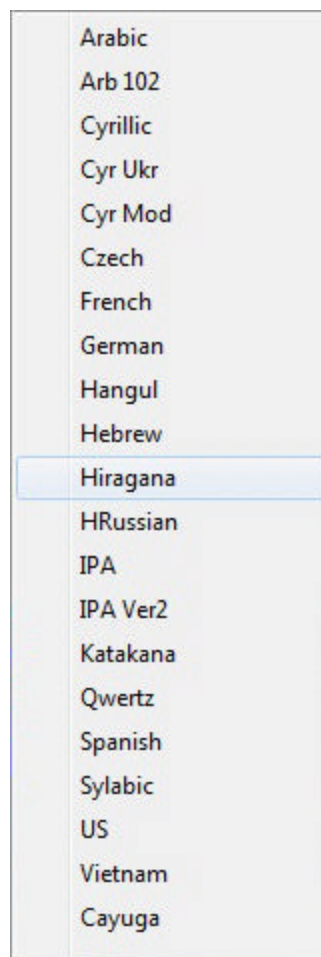 Arabic
Arb 102
Cyrillic
Cyr Ukr
Cyr Mod
Czech
French
German
Hangul
Hebrew
Hiragana
HRussian
IPA
IPA Ver2
Katakana
Qwertz
Spanish
Sylabic
US
Vietnam
Cayuga